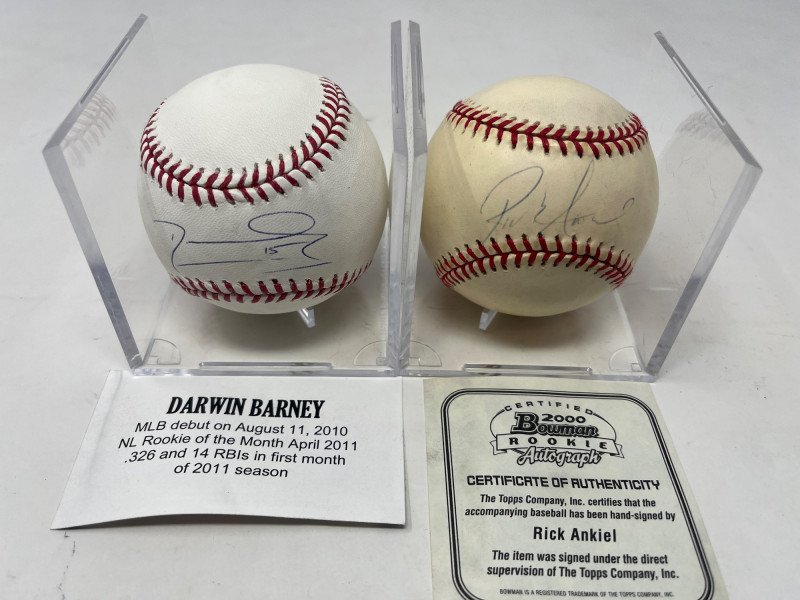 15
DARWIN BARNEY
MLB debut on August 11, 2010
NL Rookie of the Month April 2011
.326 and 14 RBIs in first month
of 2011 season
CERTIFIED
2000
Bowman
ROOKIE
Autograph
CERTIFICATE OF AUTHENTICITY
The Topps Company, Inc. certifies that the
accompanying baseball has been hand-signed by
Rick Ankiel
The item was signed under the direct
supervision of The Topps Company, Inc.
BOWMAN IS A REGISTERED TRADEMARK OF THE TOPPS COMPANY, INC.